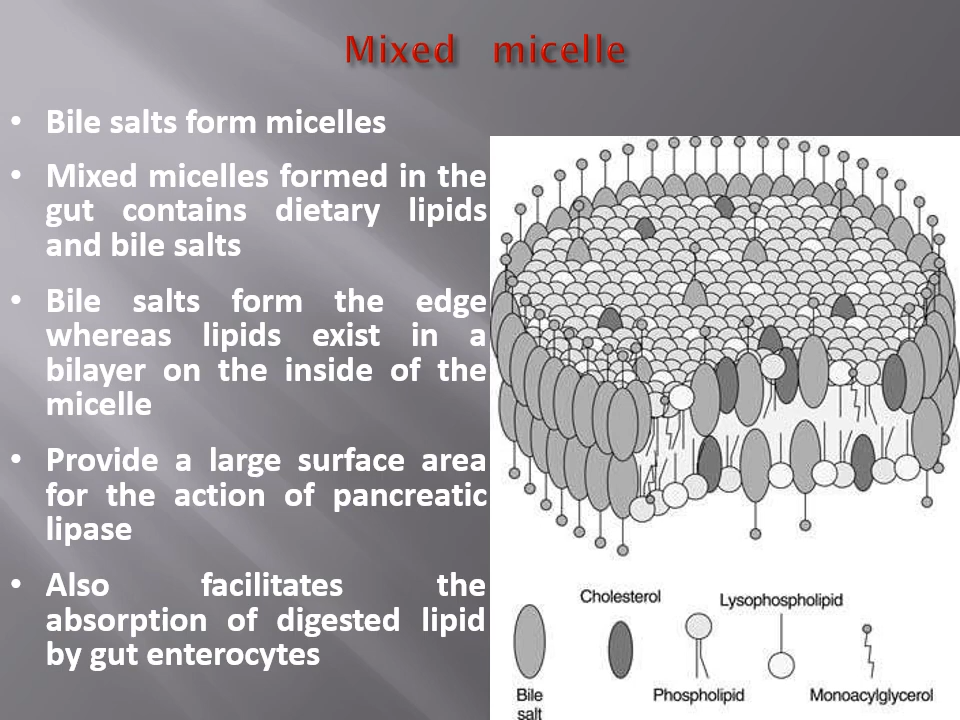 Mixed micelle
• Bile salts form micelles
• Mixed micelles formed in the
gut contains dietary lipids
and bile salts
• Bile salts form the edge
whereas lipids exist in a
bilayer on the inside of the
micelle
• Provide a large surface area
for the action of pancreatic
lipase
• Also facilitates the
absorption of digested lipid
by gut enterocytes
Cholesterol
Lysophospholipid
Bile
salt
Phospholipid
Monoacylglycerol